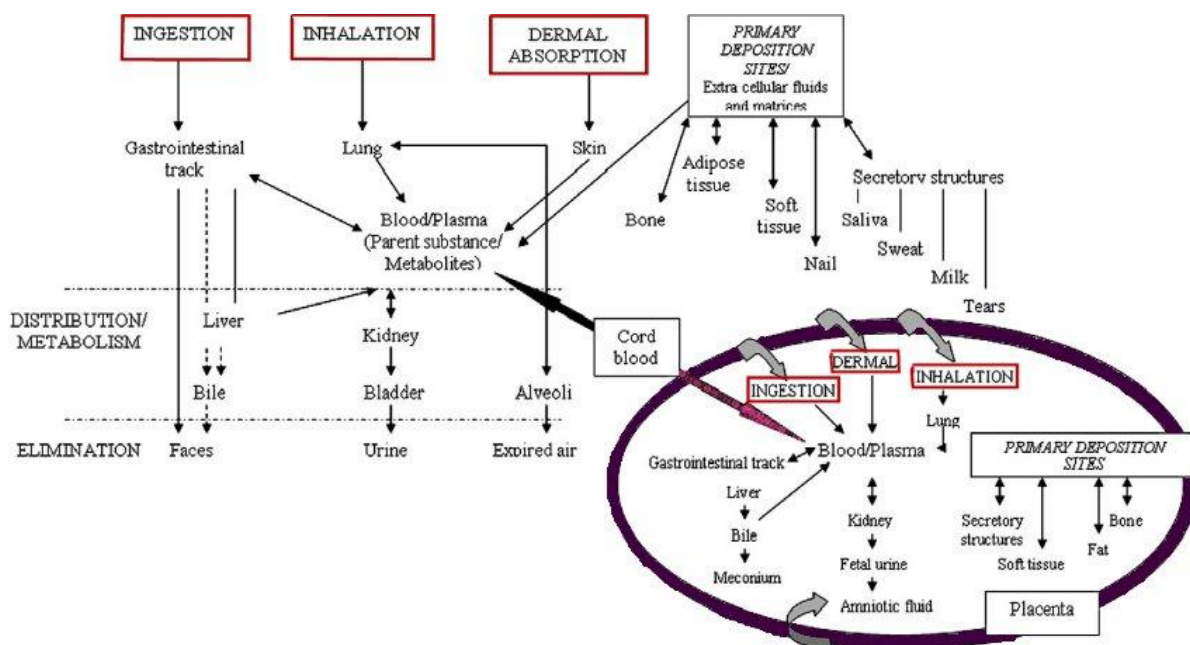 INGESTION
INHALATION
DERMAL
ABSORPTION
PRIMARY
DEPOSITION
SITES/
Extra cellular fluids
and matrices
Gastrointestinal
track
Lung
Skin
Adipose
tissue
Secretory structures
Bone
Soft
tissue
Saliva
Blood/Plasma
(Parent substance/
Metabolites)
Sweat
Nail
Milk
Tears
DISTRIBUTION/
METABOLISM
Liver
Kidney
Cord
blood
Bile
Bladder
Alveoli
ELIMINATION
Faces
Urine
Expired air
INGESTION
DERMAL
INHALATION
Lung
Blood/Plasma
Gastrointestinal track
PRIMARY DEPOSITION
SITES
Liver
Kidney
Secretory
structures
Bone
Bile
Fat
Soft tissue
Fetal urine
Meconium
Amniotic fluid
Placenta